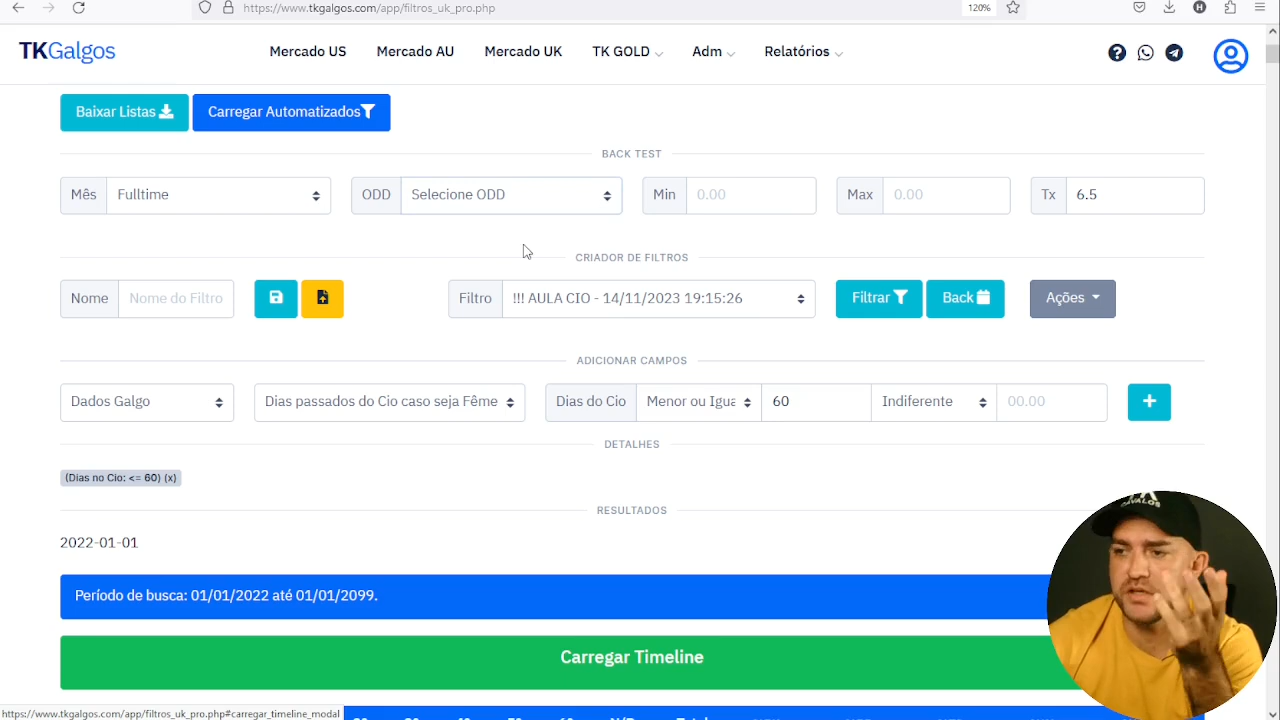 https://www.tkgalgos.com/app/filtros_uk_pro.php
120%
TKGalgos
Mercado US
Mercado AU
Mercado UK
TK GOLD
Adm
Relatórios
Baixar Listas
Carregar Automatizados
BACK TEST
Mês Fulltime
ODD Selecione ODD
Min 0.00
Max 0.00
Tx 6.5
CRIADOR DE FILTROS
Nome Nome do Filtro
Filtro !!! AULA CIO - 14/11/2023 19:15:26
Filtrar
Back
Ações
ADICIONAR CAMPOS
Dados Galgo
Dias passados do Cio caso seja Fême
Dias do Cio Menor ou Igua 60 Indiferente 00.00
+
DETALHES
(Dias no Cio: <= 60) (x)
RESULTADOS
2022-01-01
Período de busca: 01/01/2022 até 01/01/2099.
Carregar Timeline
https://www.tkgalgos.com/app/filtros_uk_pro.php#carregar_timeline_modal